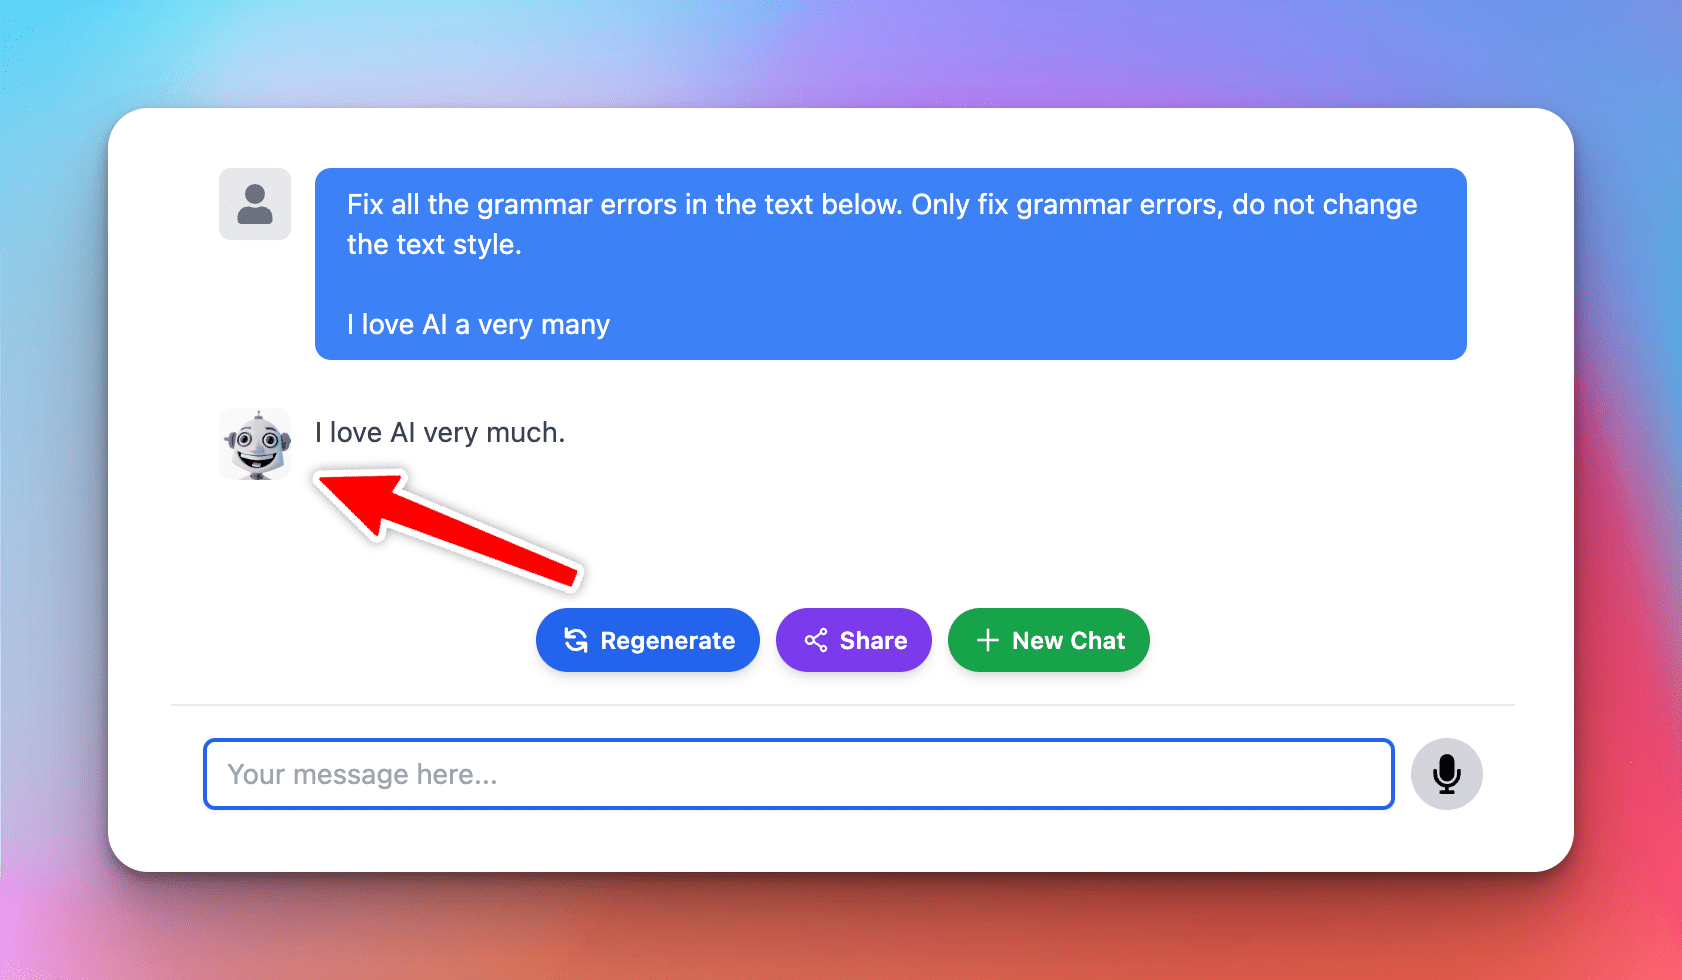 Fix all the grammar errors in the text below. Only fix grammar errors, do not change
the text style.
I love AI a very many
I love AI very much.
Regenerate
Share
New Chat
Your message here...